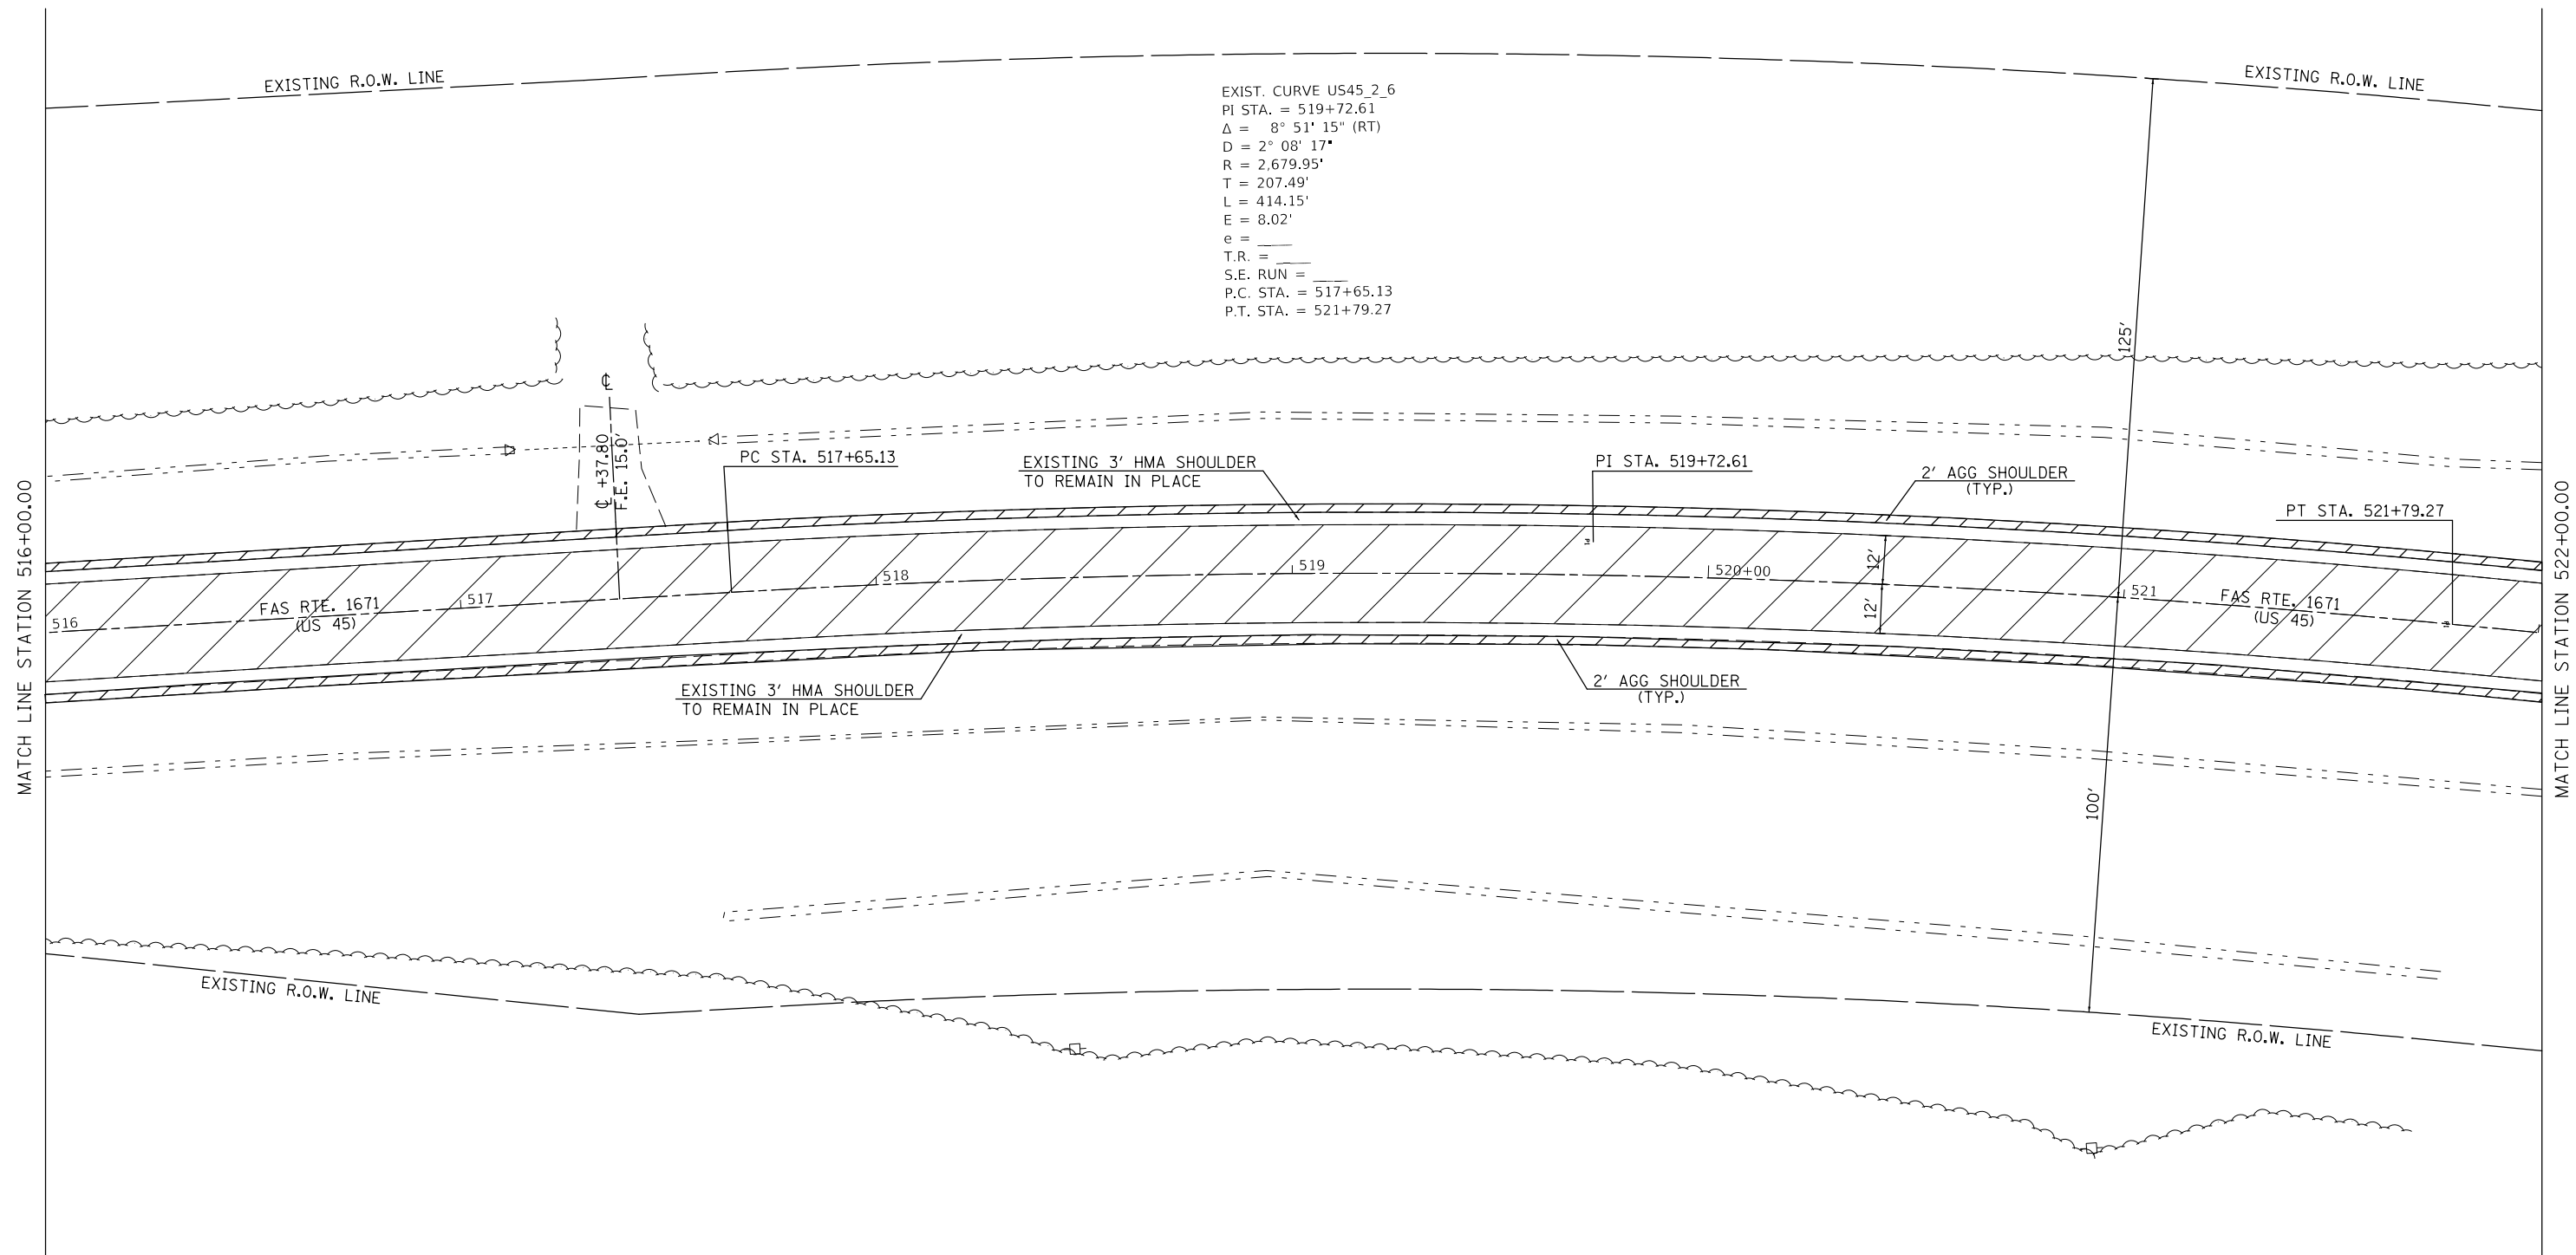 EXISTING R.O.W. LINE
EXISTING R.O.W. LINE
EXIST. CURVE US45_2_6
PI STA. = 519+72.61
Δ = 8° 51' 15" (RT)
D = 2° 08' 17"
R = 2,679.95'
T = 207.49'
L = 414.15'
E = 8.02'
e = ____
T.R. = ____
S.E. RUN = ____
P.C. STA. = 517+65.13
P.T. STA. = 521+79.27
125'
℄
℄ +37.80
F.E. 15.0'
PC STA. 517+65.13
EXISTING 3' HMA SHOULDER
TO REMAIN IN PLACE
PI STA. 519+72.61
2' AGG SHOULDER
(TYP.)
PT STA. 521+79.27
MATCH LINE STATION 516+00.00
MATCH LINE STATION 522+00.00
516
FAS RTE. 1671
(US 45)
517
518
519
520+00
12'
12'
521
FAS RTE. 1671
(US 45)
EXISTING 3' HMA SHOULDER
TO REMAIN IN PLACE
2' AGG SHOULDER
(TYP.)
100'
EXISTING R.O.W. LINE
EXISTING R.O.W. LINE